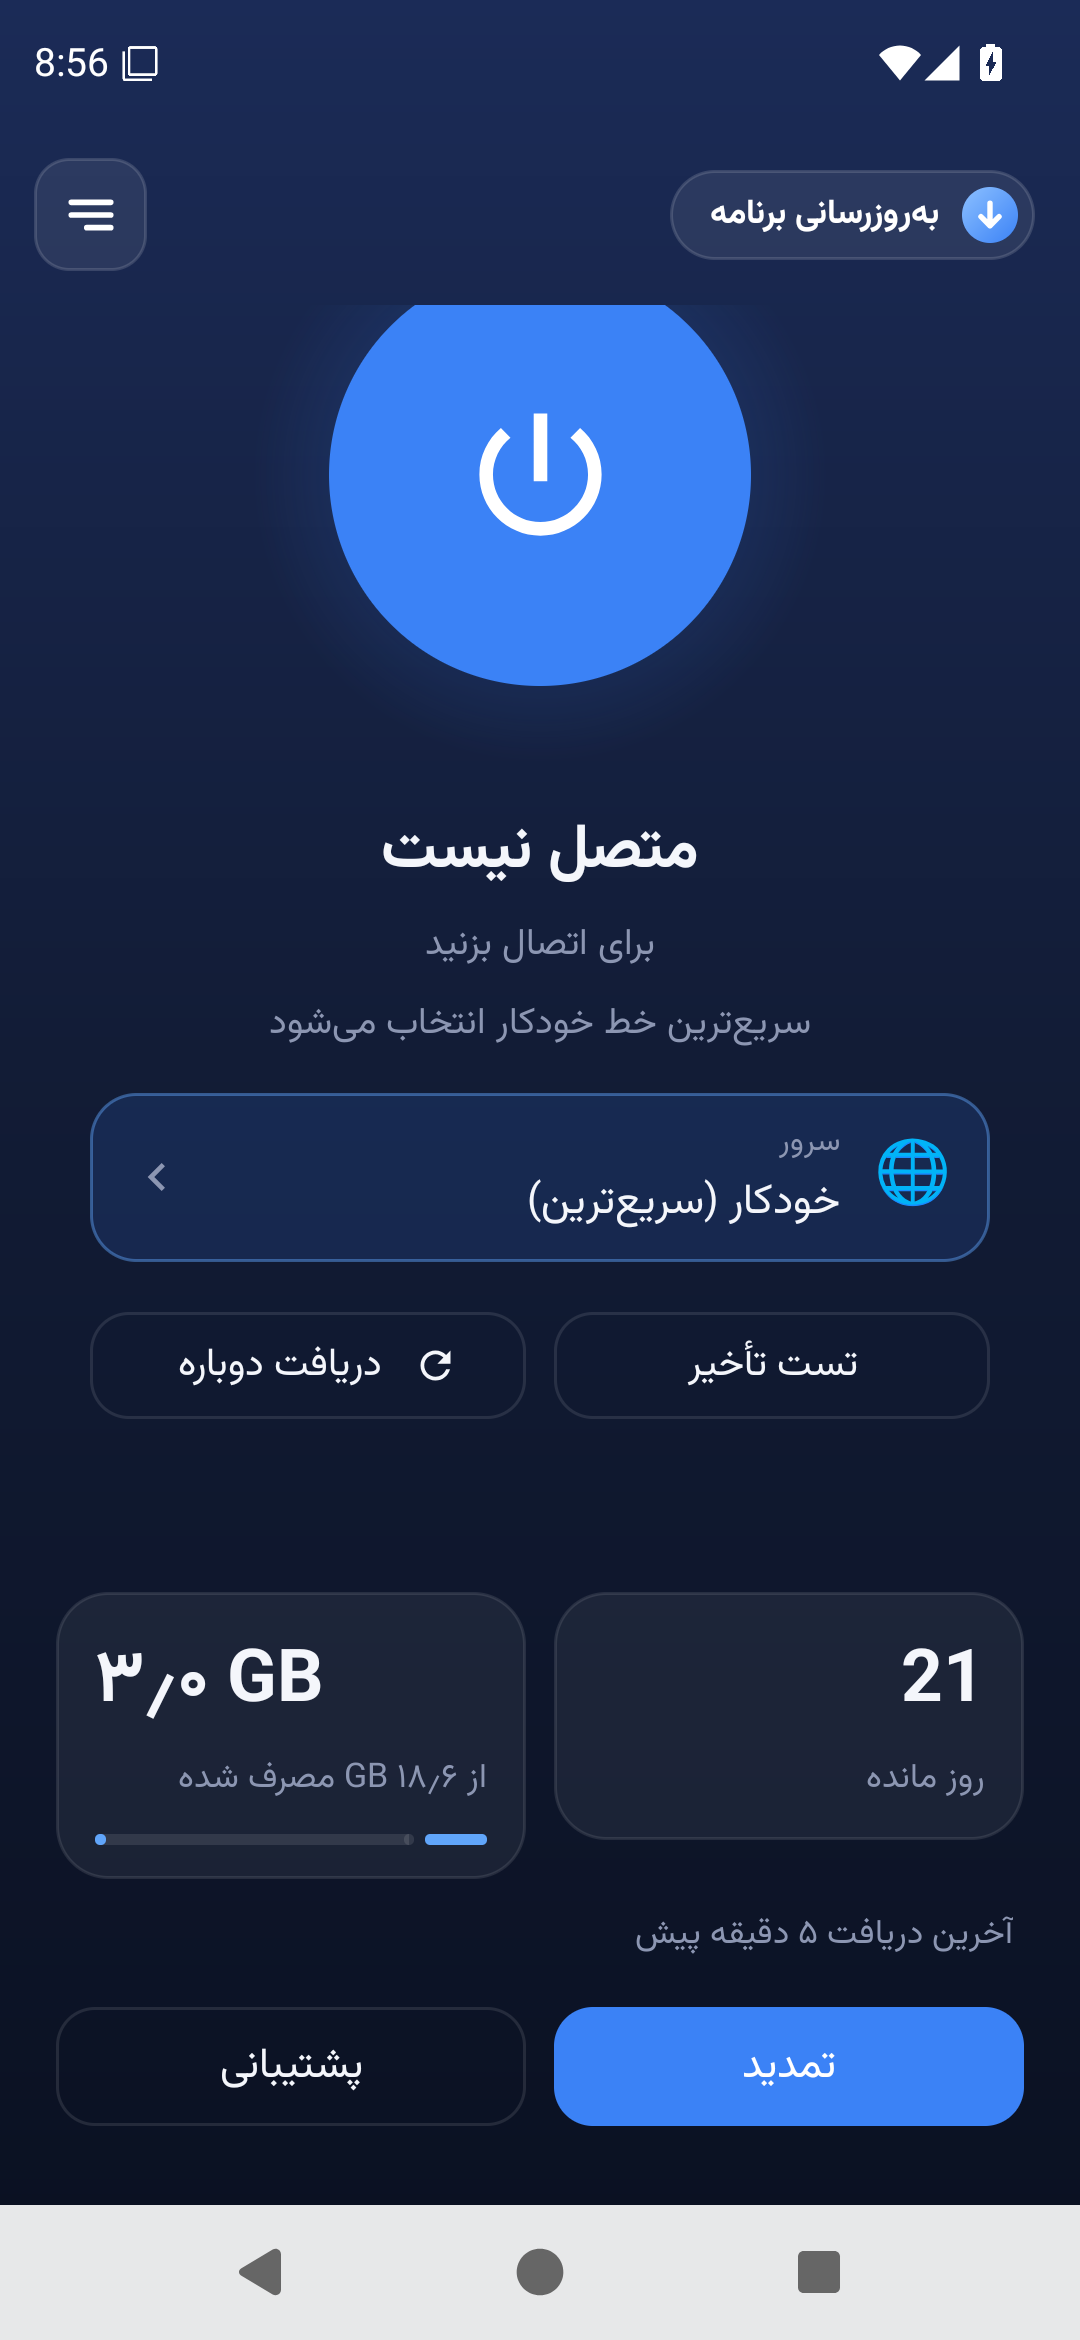 8:56
به‌روزرسانی برنامه
متصل نیست
برای اتصال بزنید
سریع‌ترین خط خودکار انتخاب می‌شود
سرور
خودکار (سریع‌ترین)
تست تأخیر
دریافت دوباره
21
روز مانده
۳٫۰ GB
از ۱۸٫۶ GB مصرف شده
آخرین دریافت ۵ دقیقه پیش
تمدید
پشتیبانی